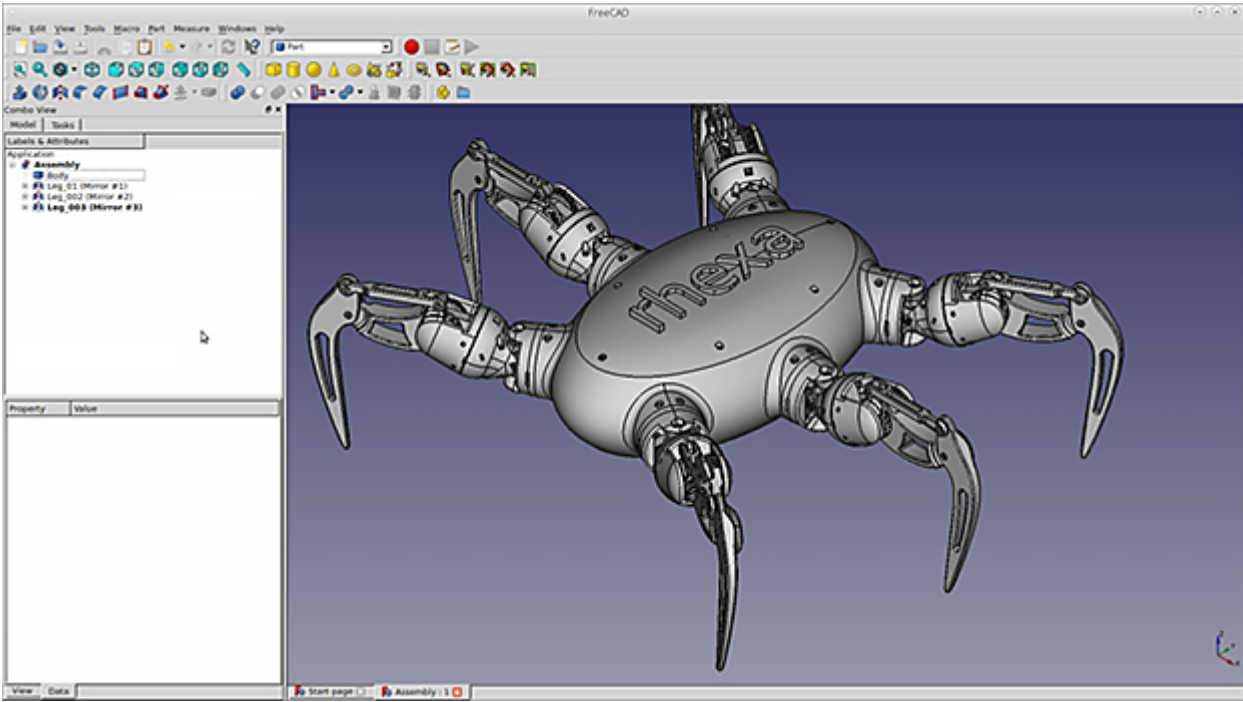 FreeCAD
File Edit View Tools Macro Part Measure Windows Help
Part
Combo View
Model Tasks
Labels & Attributes
Application
Assembly
Body
Leg_01 (Mirror #1)
Leg_002 (Mirror #2)
Leg_003 (Mirror #3)
rhexa
Property Value
View Data
Start page
Assembly : 1